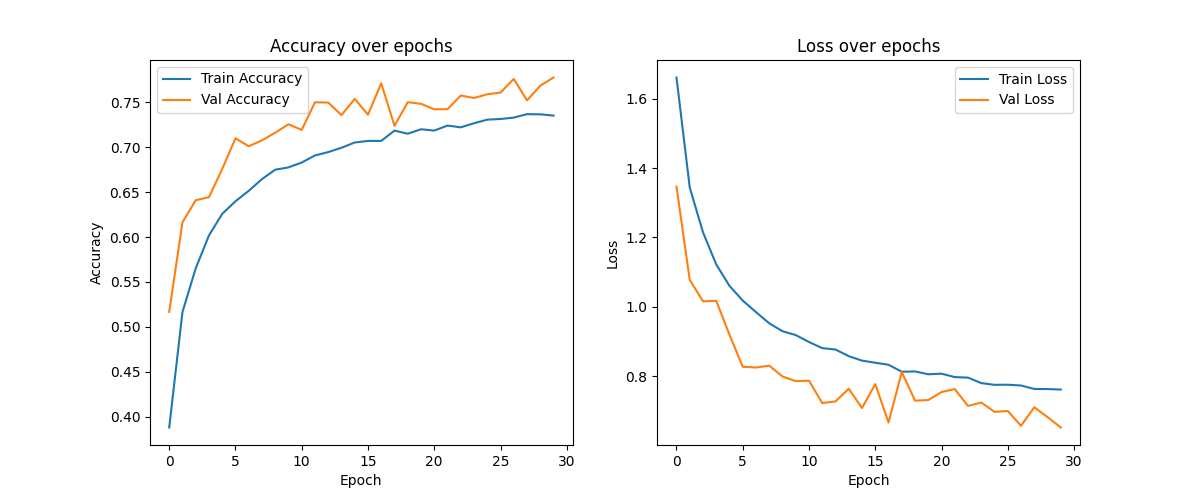 Accuracy over epochs
Train Accuracy
Val Accuracy
0.75
0.70
0.65
0.60
0.55
0.50
0.45
0.40
Accuracy
0 5 10 15 20 25 30
Epoch
Loss over epochs
Train Loss
Val Loss
1.6
1.4
1.2
1.0
0.8
Loss
0 5 10 15 20 25 30
Epoch